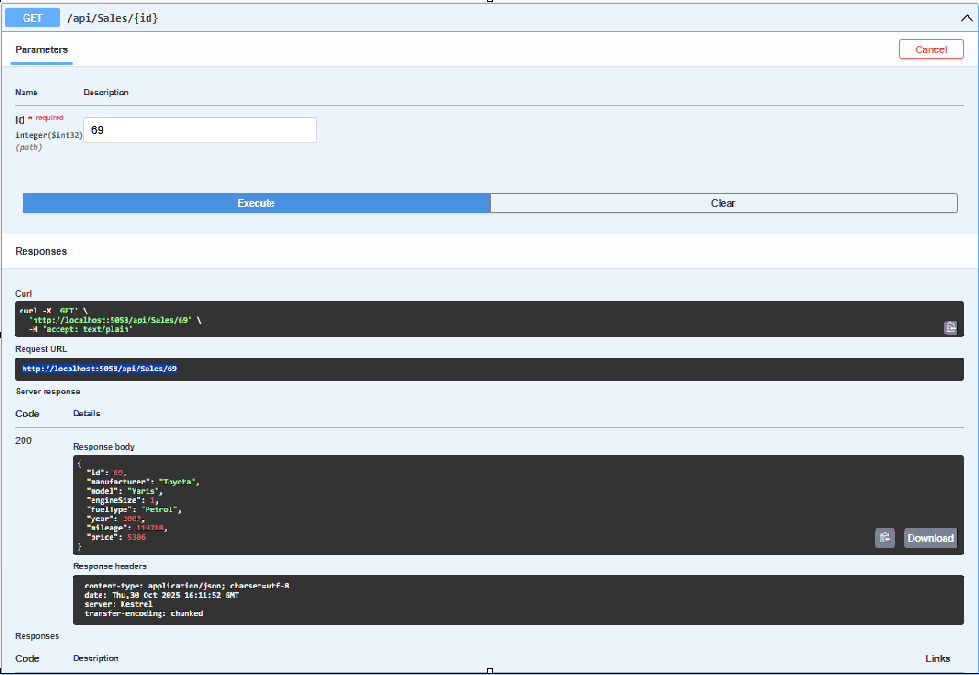 GET /api/Sales/{id}
Parameters
Cancel
Name Description
id * required
integer($int32)
(path)
69
Execute Clear
Responses
Curl
curl -X 'GET' \
'http://localhost:5058/api/Sales/69' \
-H 'accept: text/plain'
Request URL
http://localhost:5058/api/Sales/69
Server response
Code Details
200
Response body
{
"id": 69,
"manufacturer": "Toyota",
"model": "Yaris",
"engineSize": 1,
"fuelType": "Petrol",
"year":
"mileage":
"price":
}
Download
Response headers
content-type: application/json; charset=utf-8
date: Thu,30 Oct 2025 16:11:52 GMT
server: Kestrel
transfer-encoding: chunked
Responses
Code Description Links